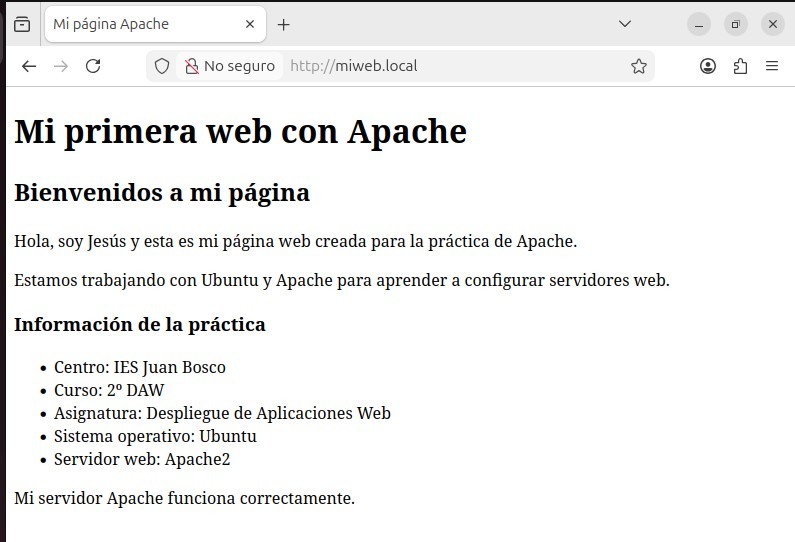 Mi página Apache
No seguro http://miweb.local
Mi primera web con Apache
Bienvenidos a mi página
Hola, soy Jesús y esta es mi página web creada para la práctica de Apache.
Estamos trabajando con Ubuntu y Apache para aprender a configurar servidores web.
Información de la práctica
• Centro: IES Juan Bosco
• Curso: 2º DAW
• Asignatura: Despliegue de Aplicaciones Web
• Sistema operativo: Ubuntu
• Servidor web: Apache2
Mi servidor Apache funciona correctamente.